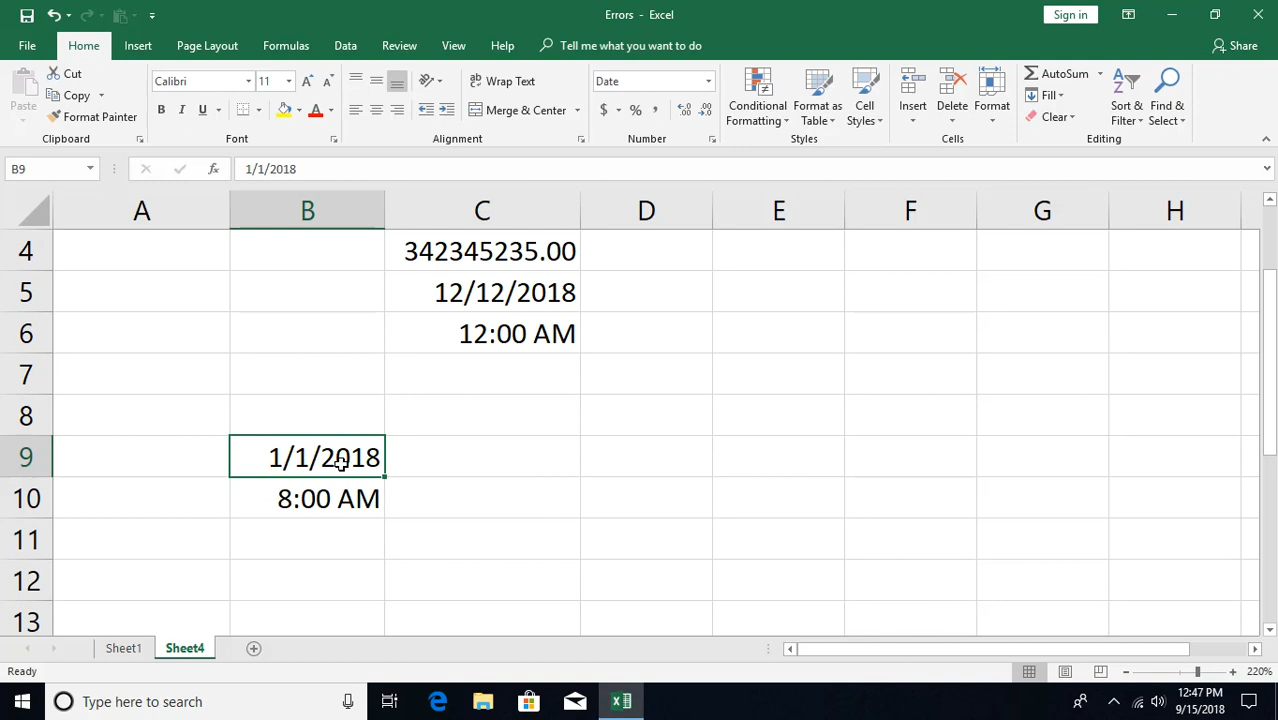 Errors - Excel
Sign in
File Home Insert Page Layout Formulas Data Review View Help Tell me what you want to do Share
Paste
Cut
Copy
Format Painter
Clipboard
Calibri 11
B I U
A A
A
Font
Wrap Text
Merge & Center
Alignment
Date
$ % ,
Number
Conditional Formatting
Format as Table
Cell Styles
Styles
Insert
Delete
Format
Cells
AutoSum
Fill
Clear
Sort & Filter
Find & Select
Editing
B9 fx 1/1/2018
A B C D E F G H
4 342345235.00
5 12/12/2018
6 12:00 AM
7
8
9 1/1/2018
10 8:00 AM
11
12
13
Sheet1 Sheet4
Ready 220%
Type here to search
12:47 PM
9/15/2018